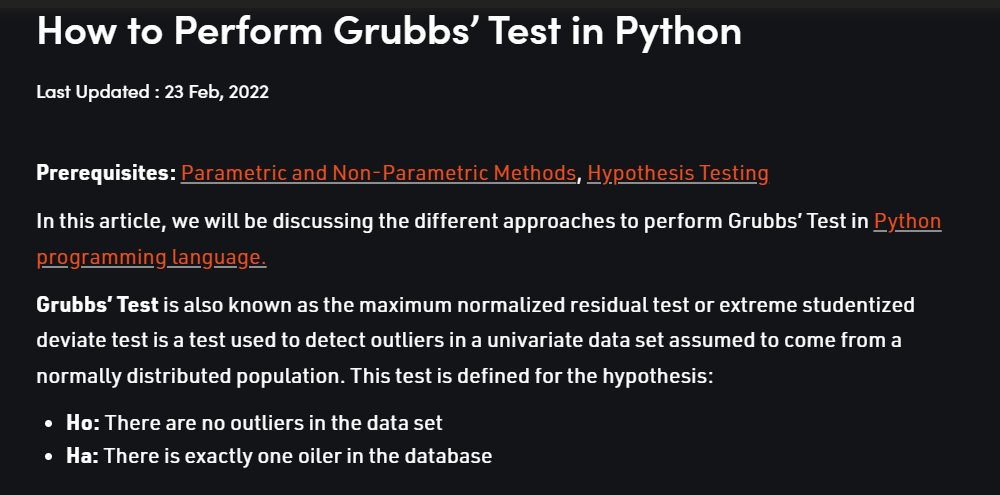 How to Perform Grubbs’ Test in Python
Last Updated : 23 Feb, 2022
Prerequisites: Parametric and Non-Parametric Methods, Hypothesis Testing
In this article, we will be discussing the different approaches to perform Grubbs’ Test in Python
programming language.
Grubbs’ Test is also known as the maximum normalized residual test or extreme studentized
deviate test is a test used to detect outliers in a univariate data set assumed to come from a
normally distributed population. This test is defined for the hypothesis:
• Ho: There are no outliers in the data set
• Ha: There is exactly one oiler in the database